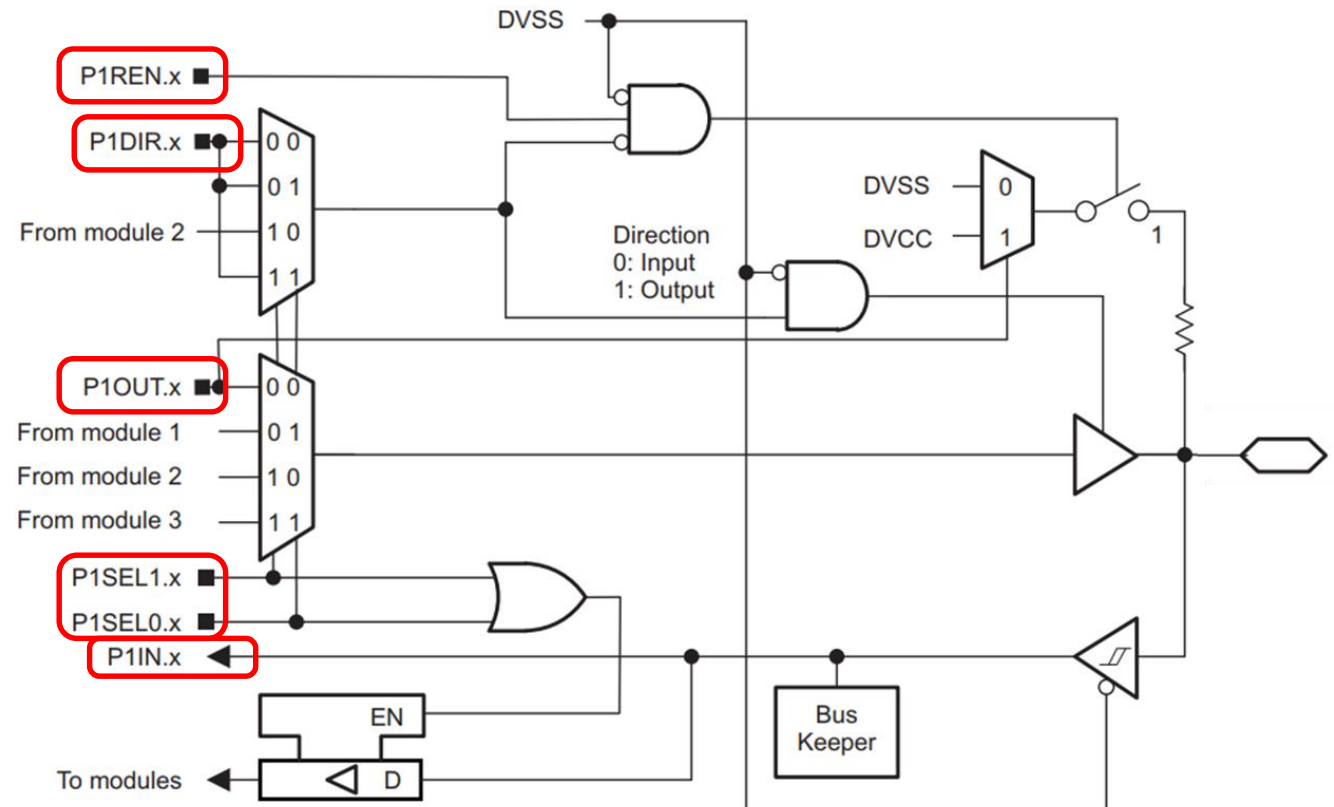 DVSS
P1REN.x
P1DIR.x
0 0
0 1
From module 2
1 0
1 1
Direction
0: Input
1: Output
DVSS
0
DVCC
1
1
P1OUT.x
0 0
From module 1
0 1
From module 2
1 0
From module 3
1 1
P1SEL1.x
P1SEL0.x
P1IN.x
EN
D
To modules
Bus
Keeper